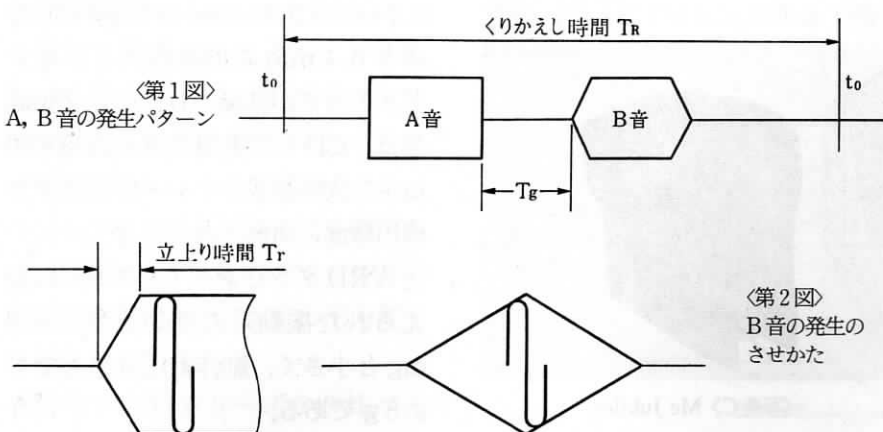 くりかえし時間 TR
t0
t0
〈第1図〉
A, B 音の発生パターン
A音
B音
Tg
立上り時間 Tr
〈第2図〉
B音の発生の
させかた